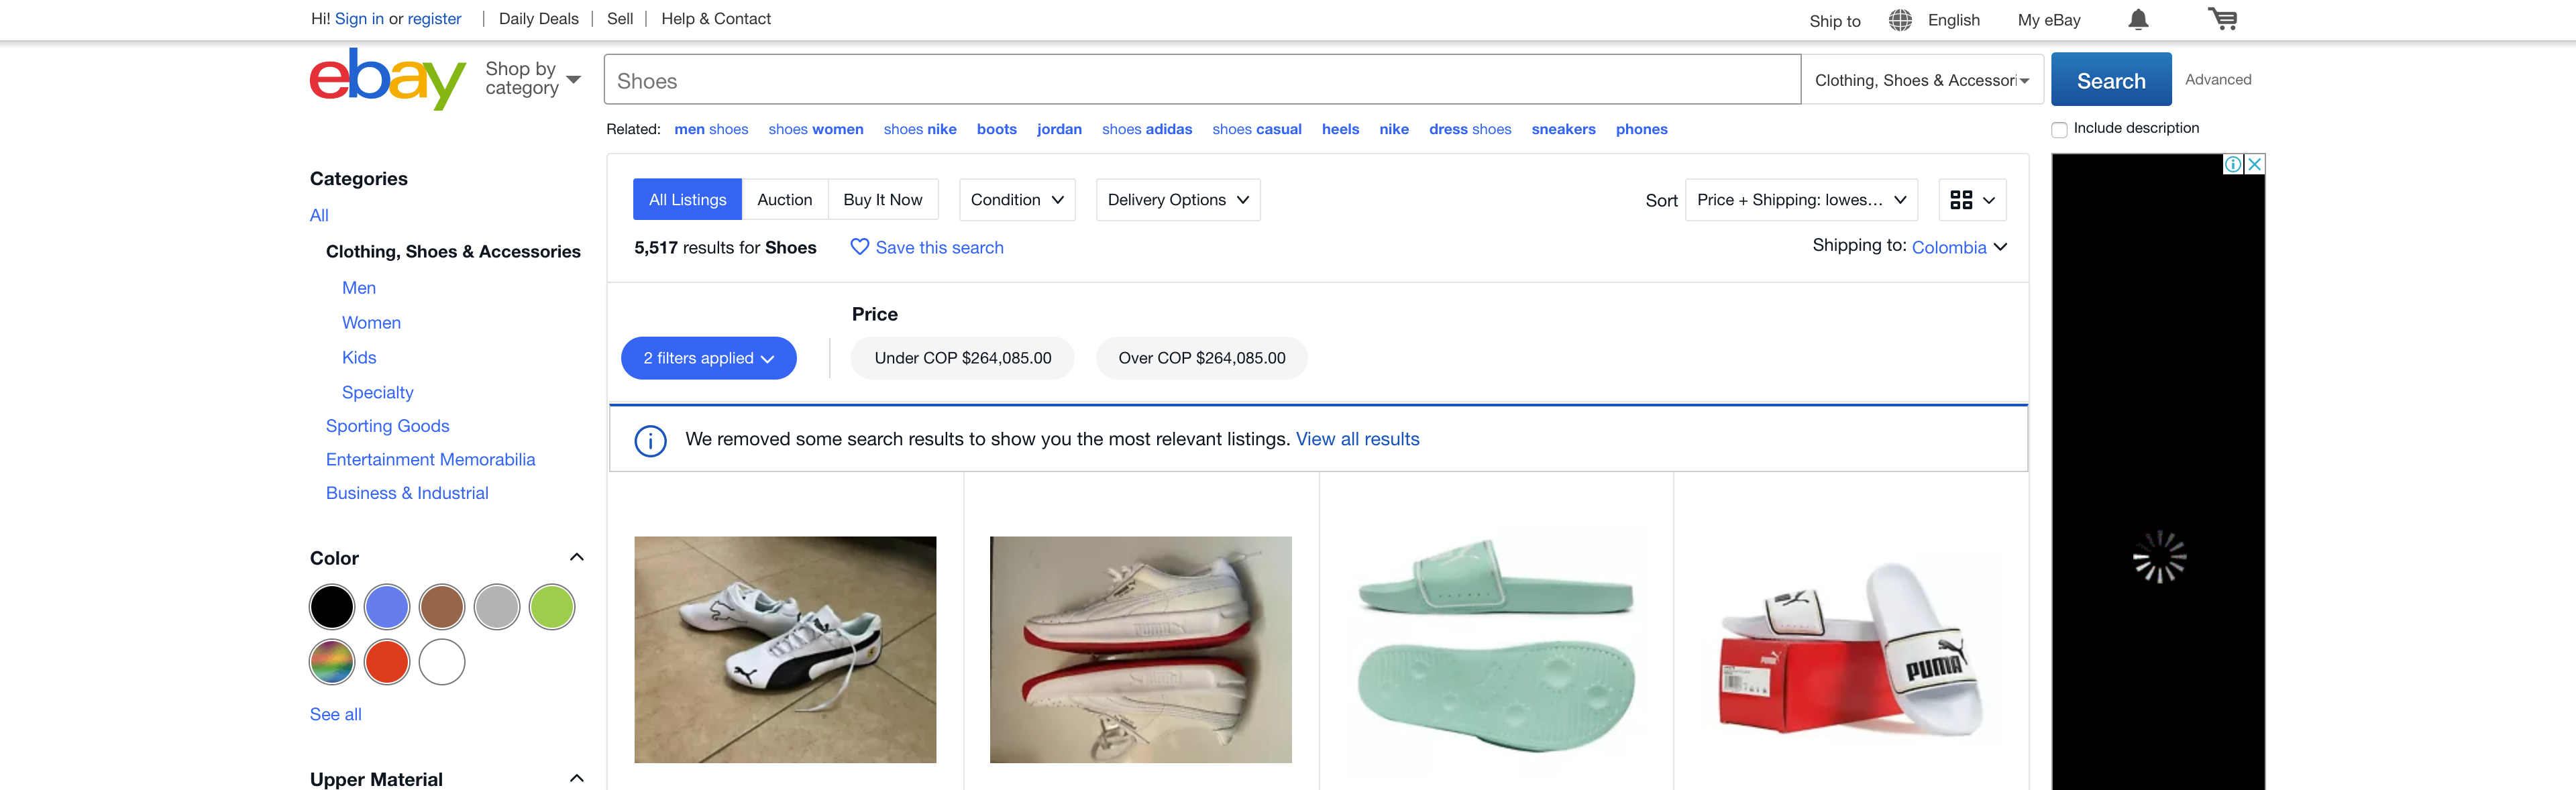 Hi! Sign in or register | Daily Deals | Sell | Help & Contact
Ship to English My eBay
ebay
Shop by
category
Shoes
Clothing, Shoes & Accessori
Search
Advanced
Related: men shoes shoes women shoes nike boots jordan shoes adidas shoes casual heels nike dress shoes sneakers phones
Include description
Categories
All
Clothing, Shoes & Accessories
Men
Women
Kids
Specialty
Sporting Goods
Entertainment Memorabilia
Business & Industrial
Color
See all
Upper Material
All Listings Auction Buy It Now Condition Delivery Options
Sort Price + Shipping: lowes...
5,517 results for Shoes Save this search
Shipping to: Colombia
Price
2 filters applied Under COP $264,085.00 Over COP $264,085.00
We removed some search results to show you the most relevant listings. View all results
PUMA